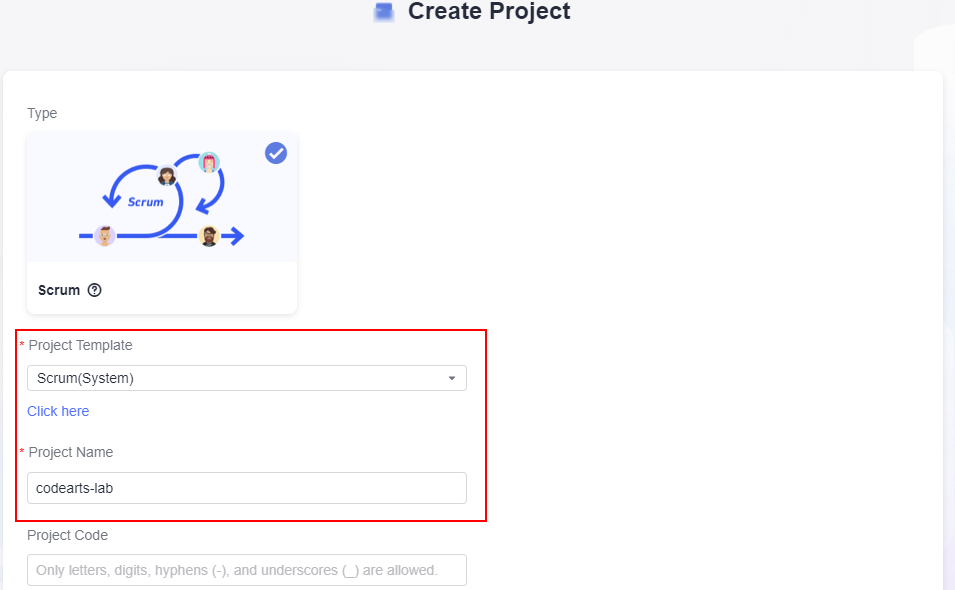 Create Project
Type
Scrum
Scrum
* Project Template
Scrum(System)
Click here
* Project Name
codearts-lab
Project Code
Only letters, digits, hyphens (-), and underscores (_) are allowed.